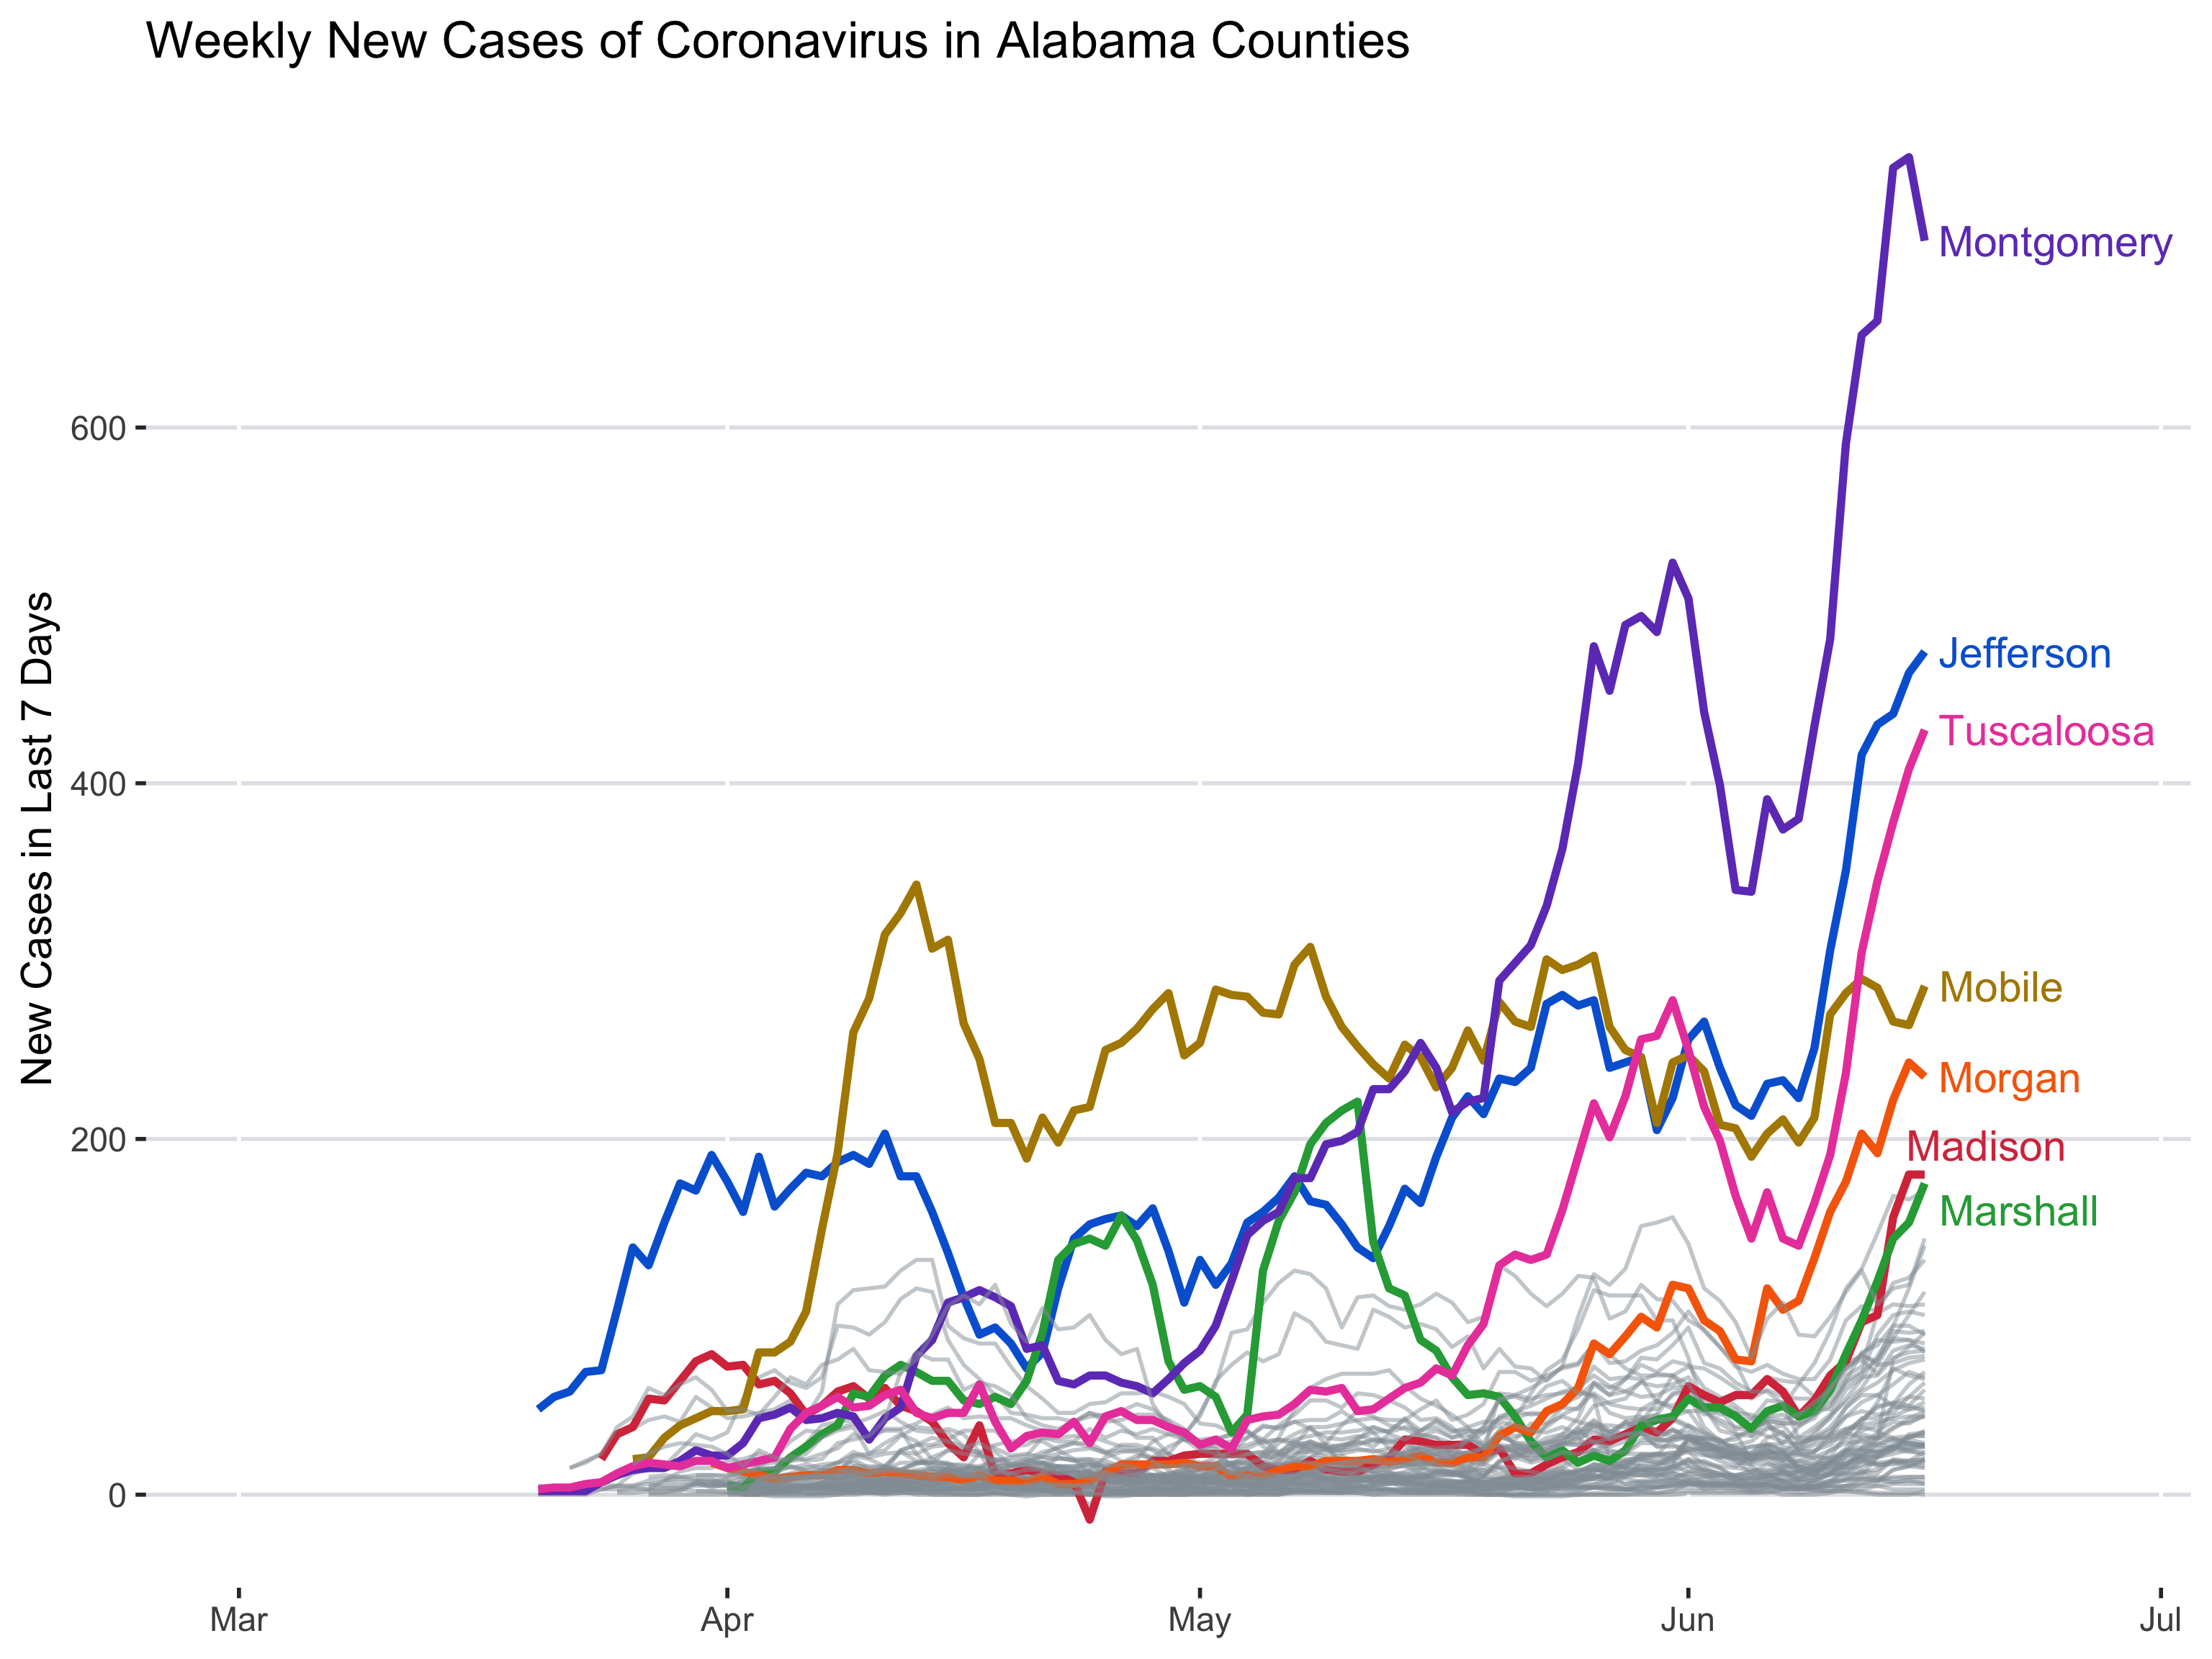 Weekly New Cases of Coronavirus in Alabama Counties
New Cases in Last 7 Days
600
400
200
0
Mar
Apr
May
Jun
Jul
Montgomery
Jefferson
Tuscaloosa
Mobile
Morgan
Madison
Marshall